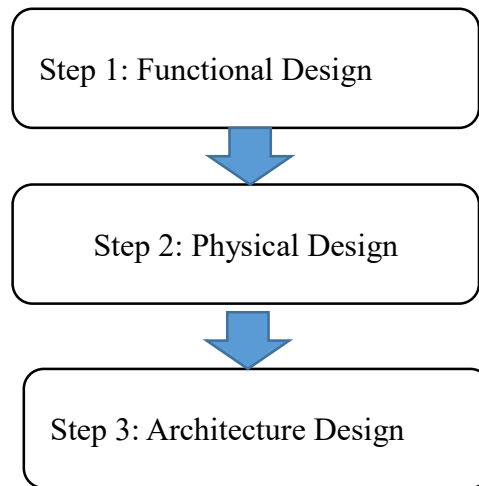 Step 1: Functional Design
Step 2: Physical Design
Step 3: Architecture Design